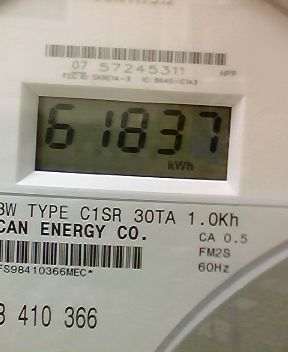 07 57245311
61837
kWh
3W TYPE C1SR 30TA 1.0Kh
CAN ENERGY CO.
CA 0.5
FM2S
FS98410366MEC*
60Hz
410 366